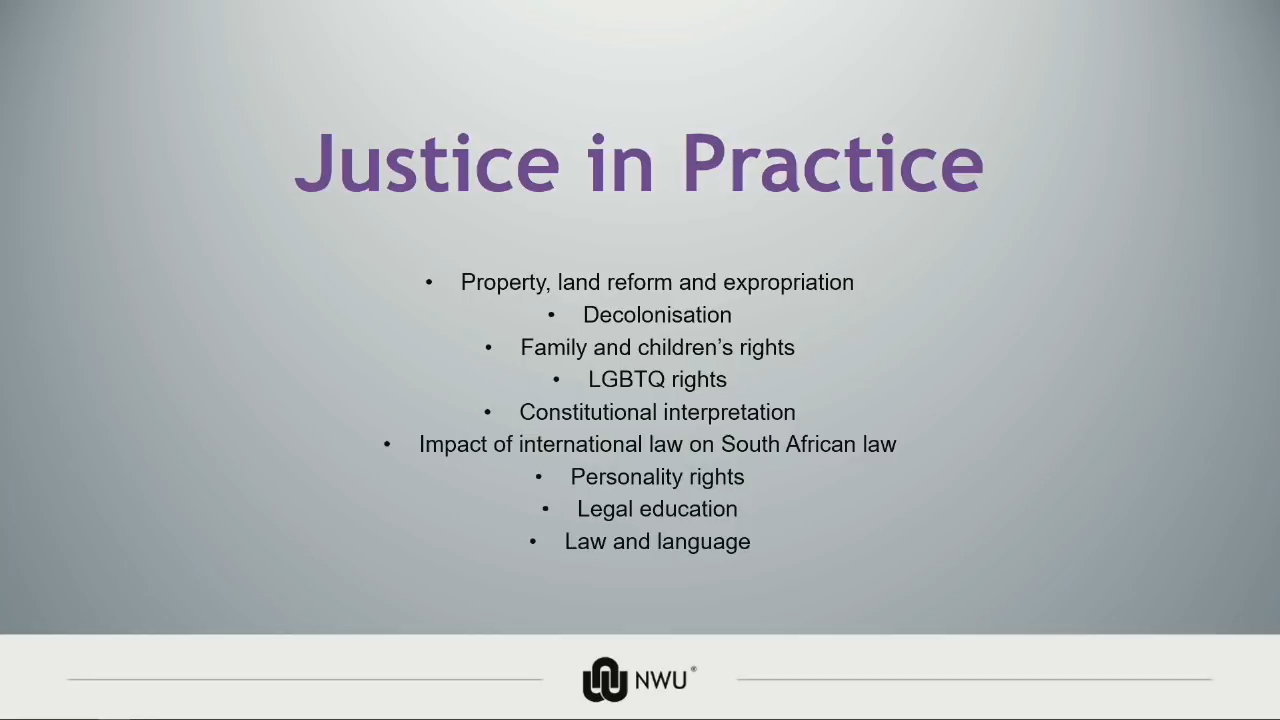 Justice in Practice
• Property, land reform and expropriation
• Decolonisation
• Family and children’s rights
• LGBTQ rights
• Constitutional interpretation
• Impact of international law on South African law
• Personality rights
• Legal education
• Law and language
NWU®